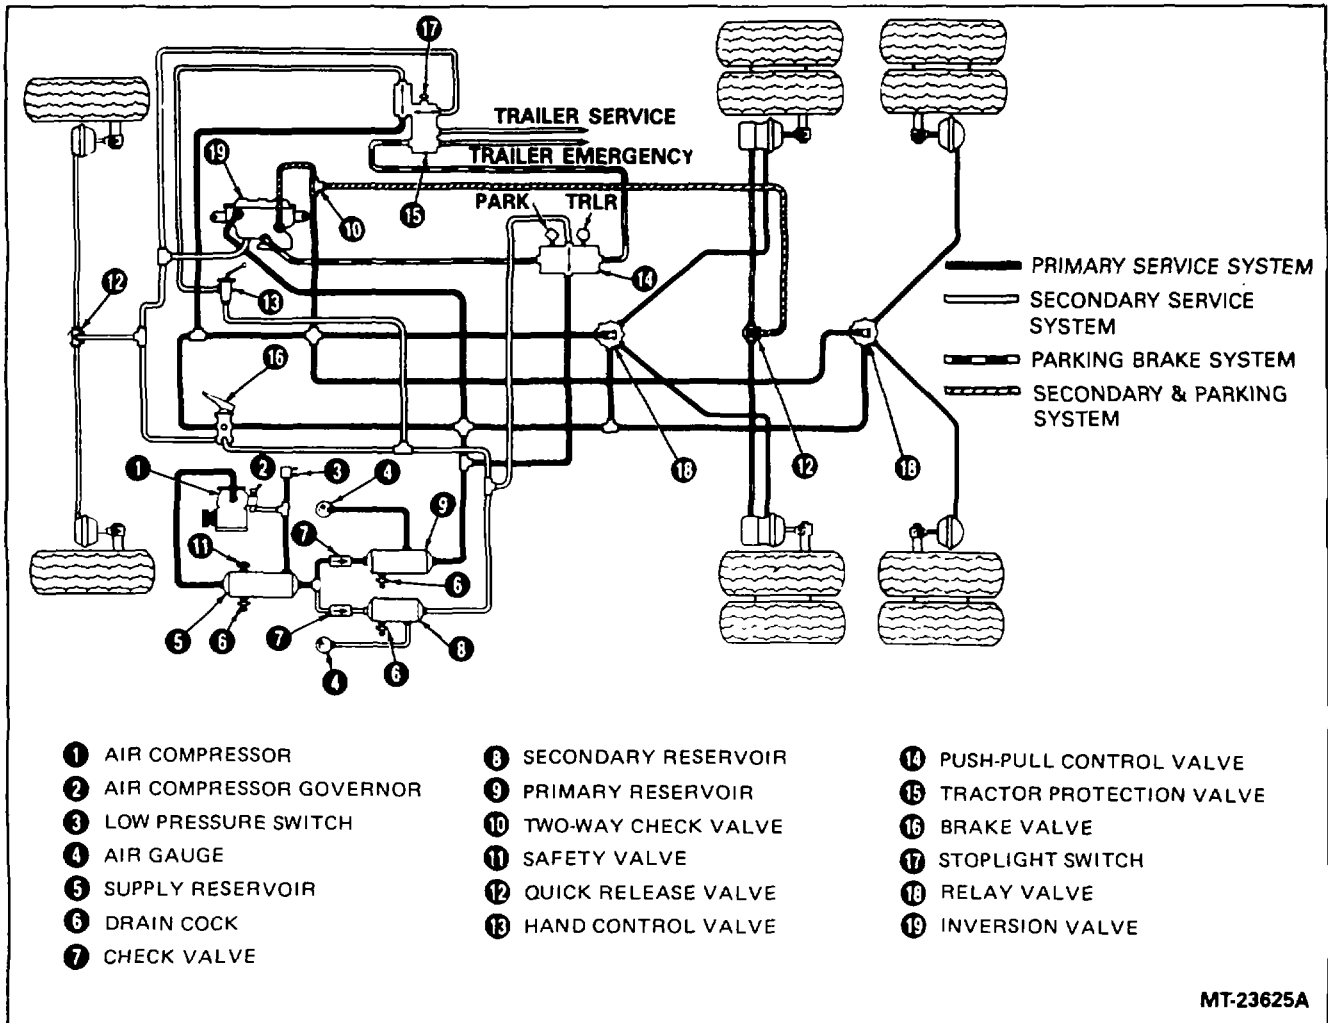 17
TRAILER SERVICE
TRAILER EMERGENCY
19
PARK
TRLR
15
10
12
13
14
PRIMARY SERVICE SYSTEM
SECONDARY SERVICE
SYSTEM
PARKING BRAKE SYSTEM
SECONDARY & PARKING
SYSTEM
16
1
2
3
4
18
12
18
9
11
7
6
5
6
7
8
6
4
1 AIR COMPRESSOR
2 AIR COMPRESSOR GOVERNOR
3 LOW PRESSURE SWITCH
4 AIR GAUGE
5 SUPPLY RESERVOIR
6 DRAIN COCK
7 CHECK VALVE
8 SECONDARY RESERVOIR
9 PRIMARY RESERVOIR
10 TWO-WAY CHECK VALVE
11 SAFETY VALVE
12 QUICK RELEASE VALVE
13 HAND CONTROL VALVE
14 PUSH-PULL CONTROL VALVE
15 TRACTOR PROTECTION VALVE
16 BRAKE VALVE
17 STOPLIGHT SWITCH
18 RELAY VALVE
19 INVERSION VALVE
MT-23625A